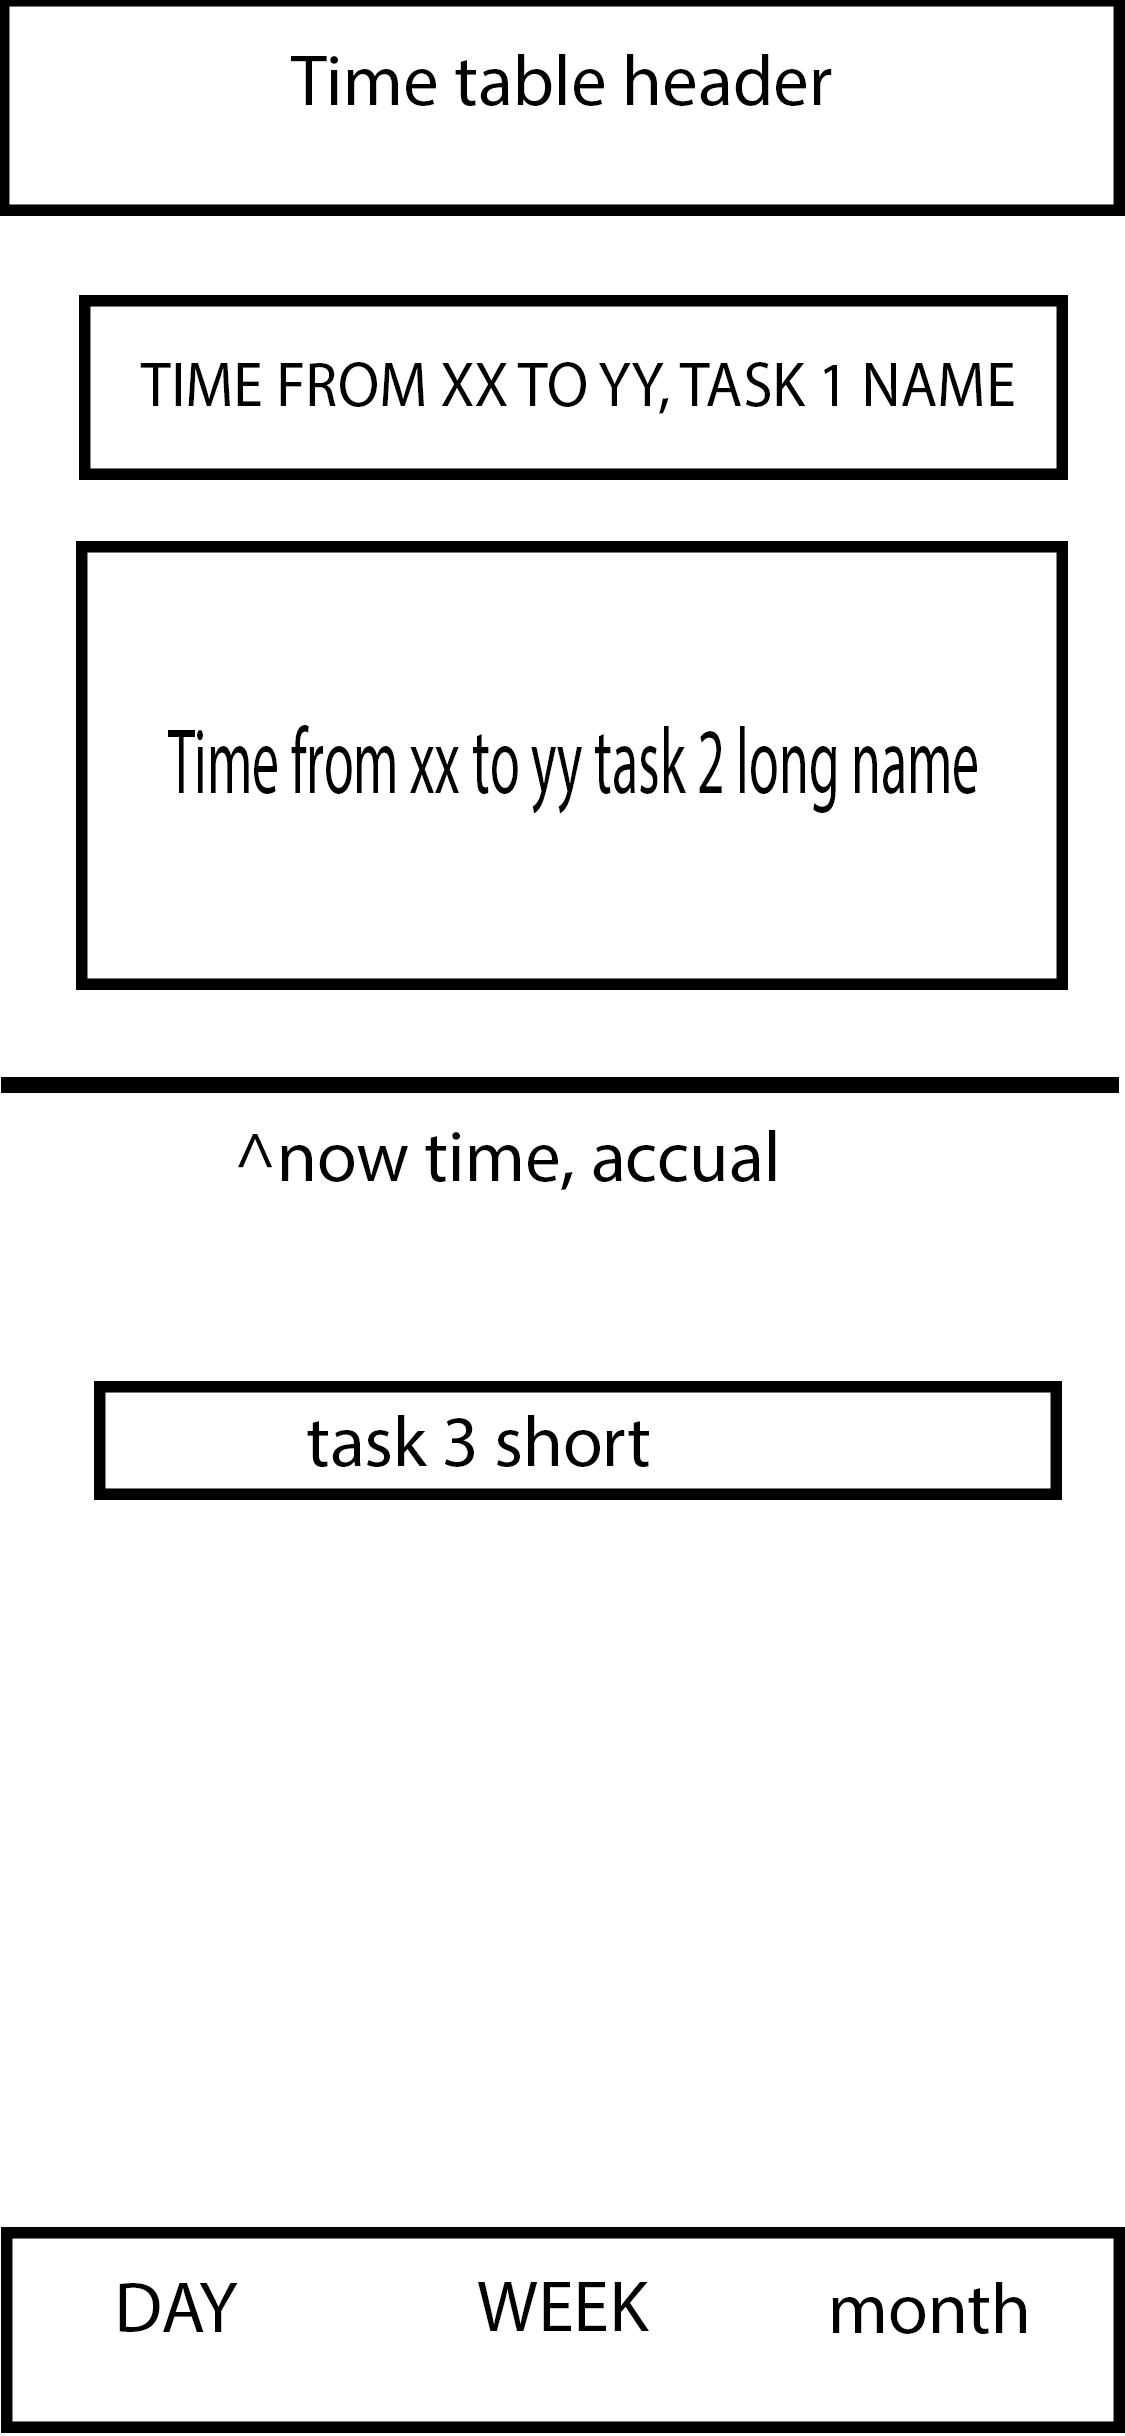 Time table header
TIME FROM XX TO YY, TASK 1 NAME
Time from xx to yy task 2 long name
^now time, accual
task 3 short
DAY WEEK month